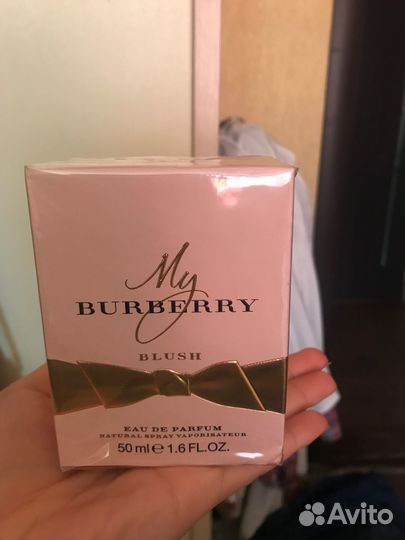 My
BURBERRY
BLUSH
EAU DE PARFUM
NATURAL SPRAY VAPORISATEUR
50 ml e 1.6 FL.OZ.
Avito